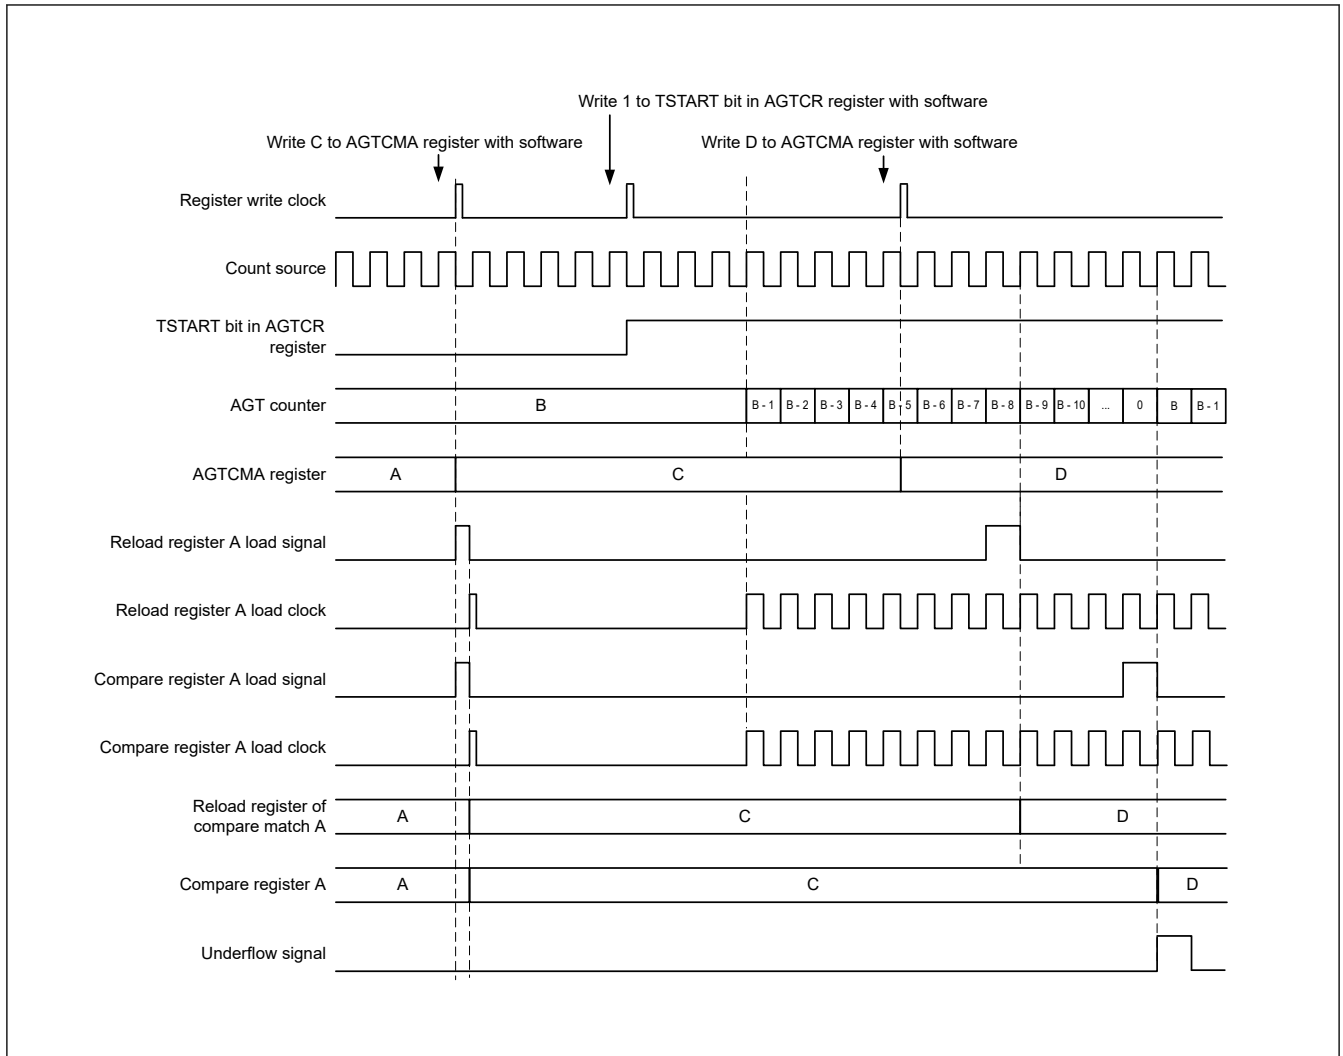 Write 1 to TSTART bit in AGTCR register with software
Write C to AGTCMA register with software
Write D to AGTCMA register with software
Register write clock
Count source
TSTART bit in AGTCR
register
AGT counter
B
B - 1
B - 2
B - 3
B - 4
B - 5
B - 6
B - 7
B - 8
B - 9
B - 10
...
0
B
B - 1
AGTCMA register
A
C
D
Reload register A load signal
Reload register A load clock
Compare register A load signal
Compare register A load clock
Reload register of
compare match A
A
C
D
Compare register A
A
C
D
Underflow signal